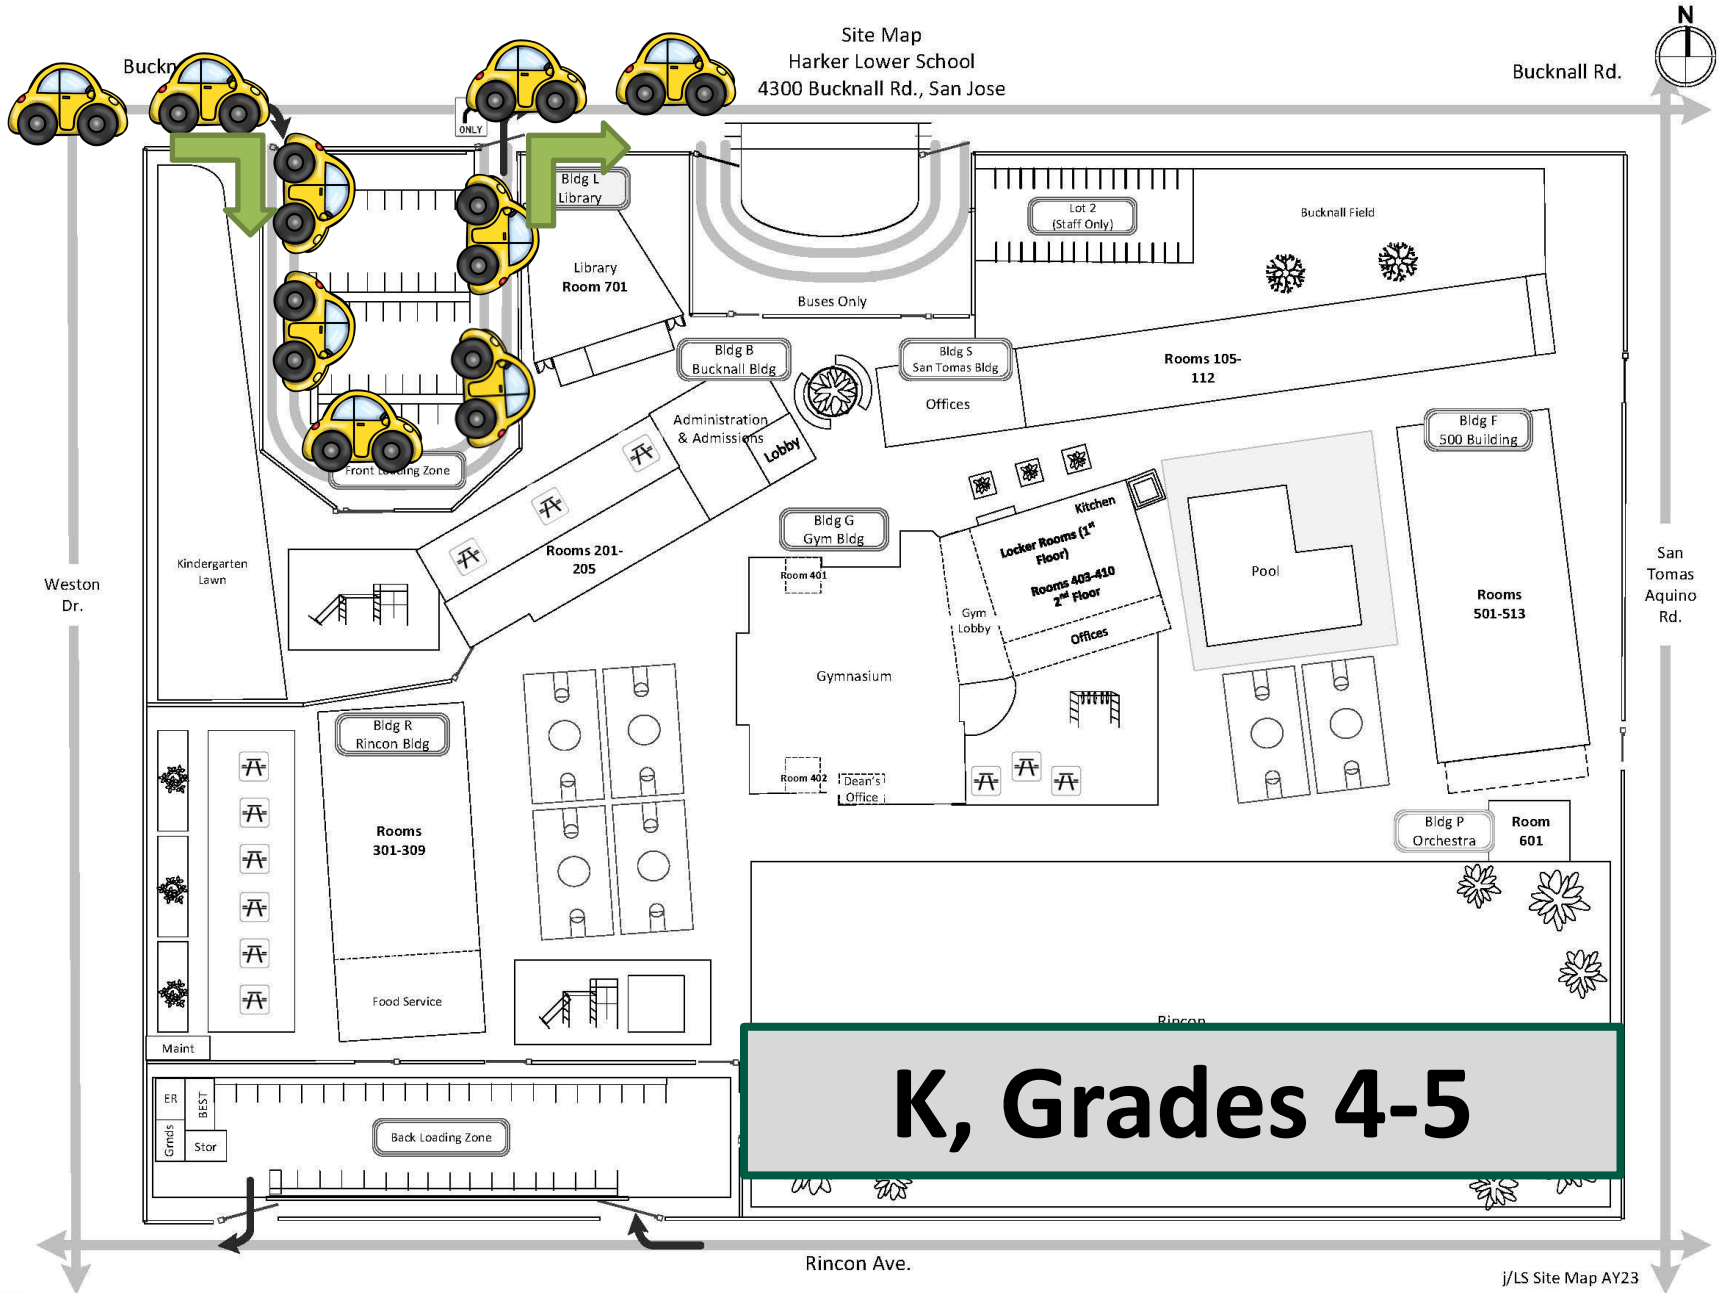 N
Site Map
Harker Lower School
4300 Bucknall Rd., San Jose
Bucknall Rd.
ONLY
Bldg L
Library
Library
Room 701
Buses Only
Lot 2
(Staff Only)
Bucknall Field
Bldg B
Bucknall Bldg
Bldg S
San Tomas Bldg
Rooms 105-
112
Offices
Administration
& Admissions
Lobby
Bldg F
500 Building
Front Loading Zone
Kitchen
Locker Rooms (1st
Floor)
Rooms 403-410
2nd Floor
Offices
Bldg G
Gym Bldg
Rooms 201-
205
Room 401
Kindergarten
Lawn
Weston
Dr.
Pool
Gym
Lobby
Rooms
501-513
San
Tomas
Aquino
Rd.
Gymnasium
Bldg R
Rincon Bldg
Room 402
Dean's
Office
Rooms
301-309
Bldg P
Orchestra
Room
601
Food Service
Rincon
Maint
K, Grades 4-5
ER
BEST
Grnds
Stor
Back Loading Zone
Rincon Ave.
j/LS Site Map AY23